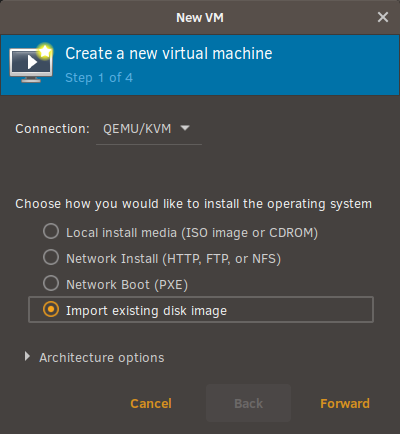 New VM
Create a new virtual machine
Step 1 of 4
Connection: QEMU/KVM
Choose how you would like to install the operating system
Local install media (ISO image or CDROM)
Network Install (HTTP, FTP, or NFS)
Network Boot (PXE)
Import existing disk image
Architecture options
Cancel Back Forward